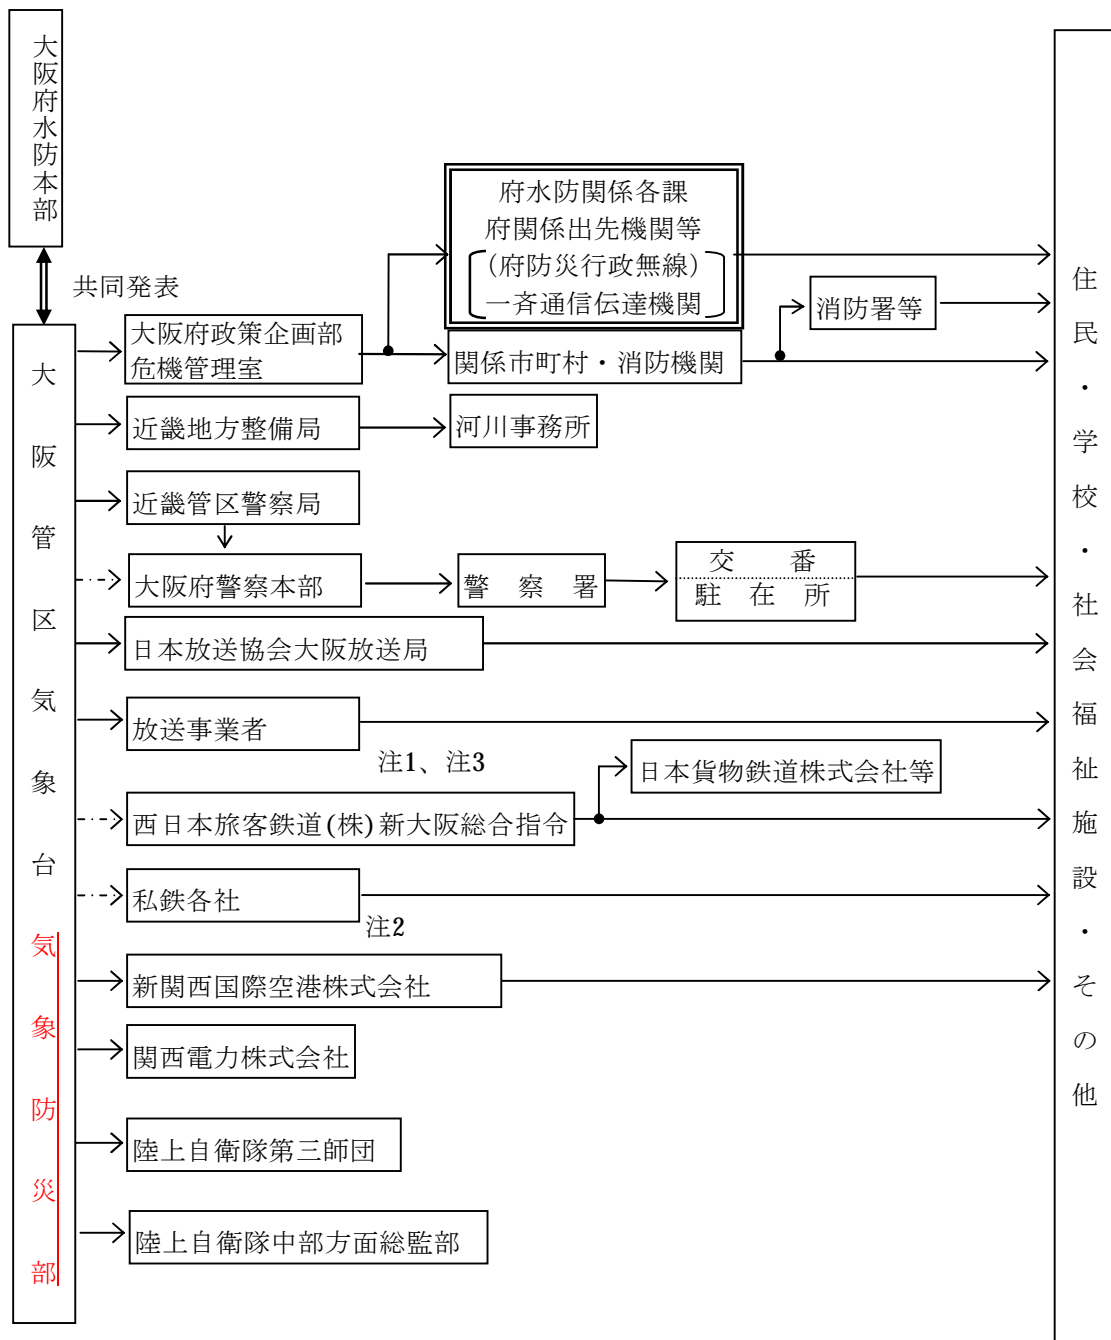 大阪府水防本部
共同発表
大阪管区気象台気象防災部
大阪府政策企画部
危機管理室
府水防関係各課
府関係出先機関等
(府防災行政無線)
一斉通信伝達機関
関係市町村・消防機関
消防署等
近畿地方整備局
河川事務所
近畿管区警察局
大阪府警察本部
警察署
交番
駐在所
日本放送協会大阪放送局
放送事業者
注1、注3
日本貨物鉄道株式会社等
西日本旅客鉄道(株)新大阪総合指令
私鉄各社
注2
新関西国際空港株式会社
関西電力株式会社
陸上自衛隊第三師団
陸上自衛隊中部方面総監部
住民・学校・社会福祉施設・その他